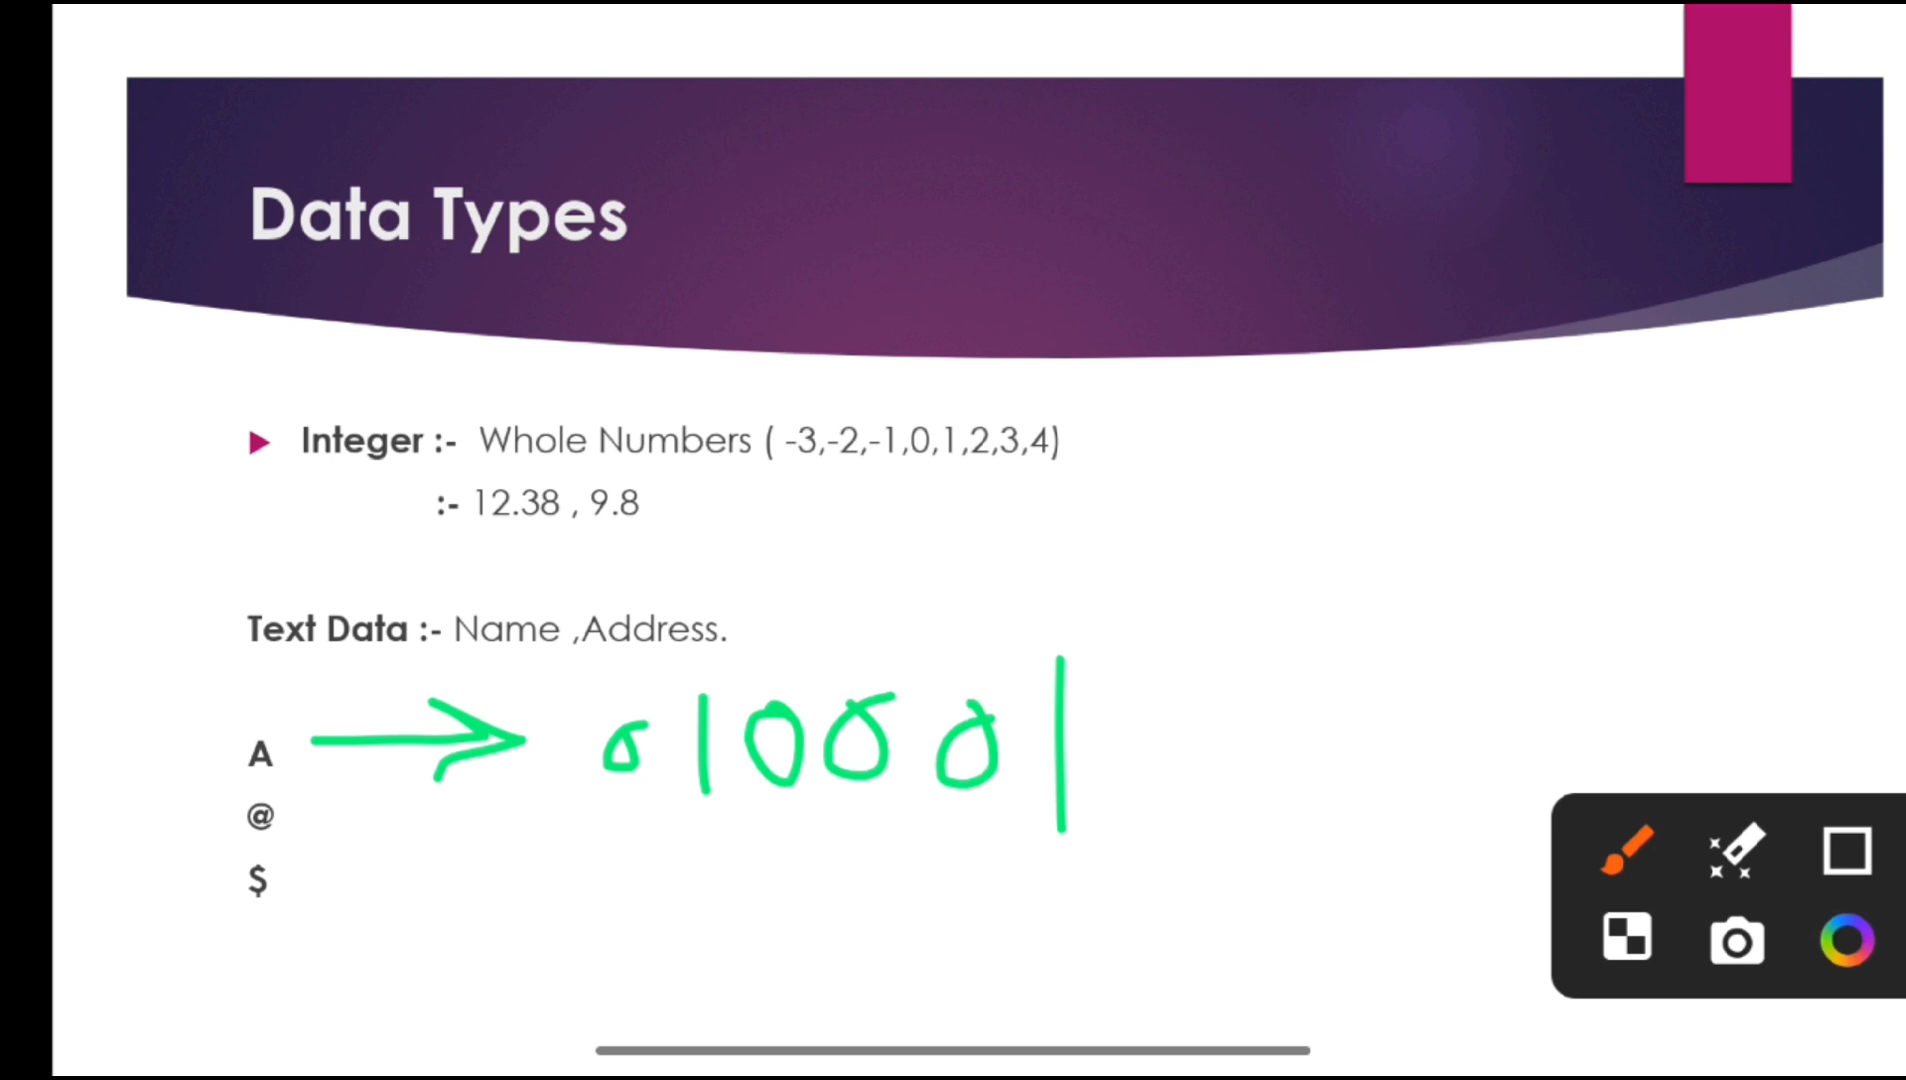 Data Types
Integer :- Whole Numbers ( -3,-2,-1,0,1,2,3,4)
:- 12.38 , 9.8
Text Data :- Name ,Address.
A → 010001
@
$